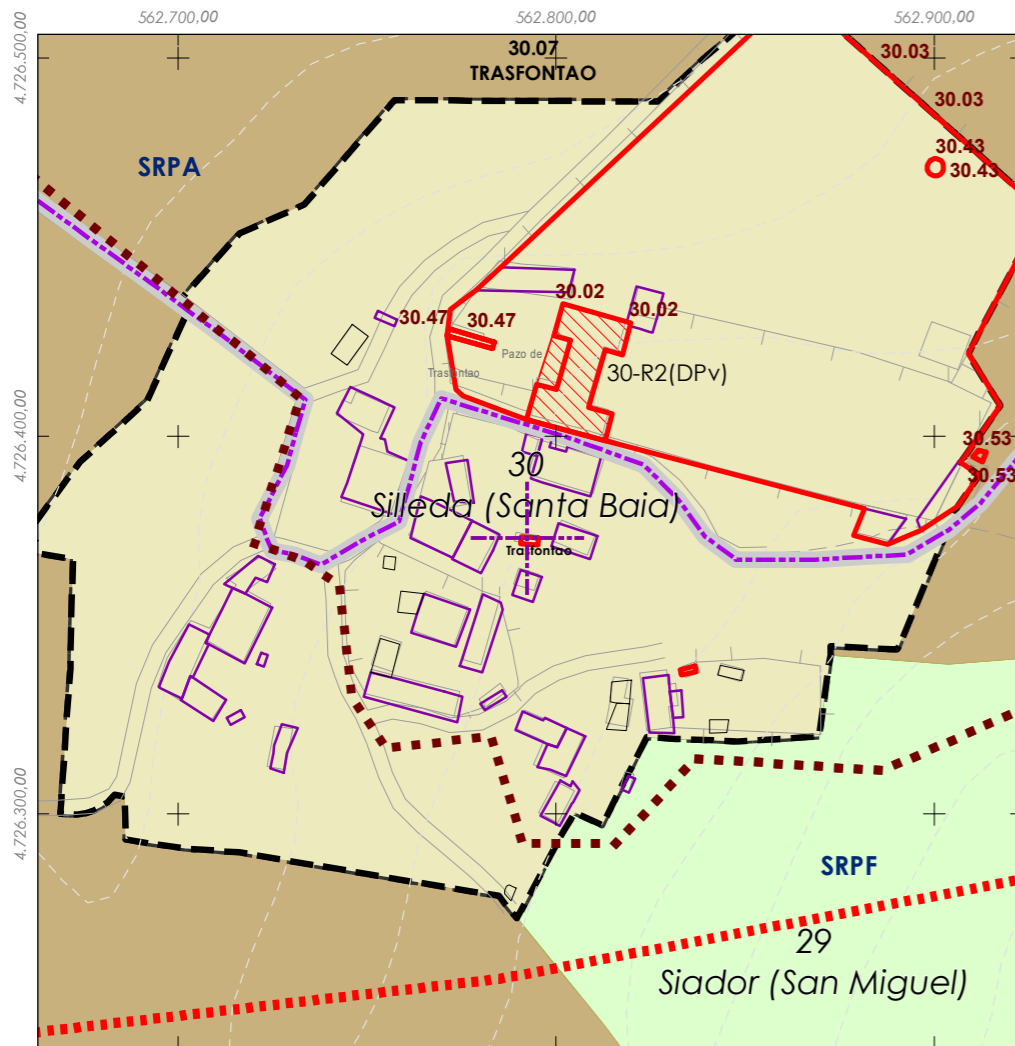 562.700,00
562.800,00
562.900,00
4.726.500,00
30.07
TRASFONTAO
30.03
30.03
SRPA
30.43
30.43
30.02
30.02
30.47
30.47
Pazo de
Trasfontao
30-R2(DPv)
4.726.400,00
30
Silleda (Santa Baia)
30.53
30.53
Trasfontao
4.726.300,00
SRPF
29
Siador (San Miguel)